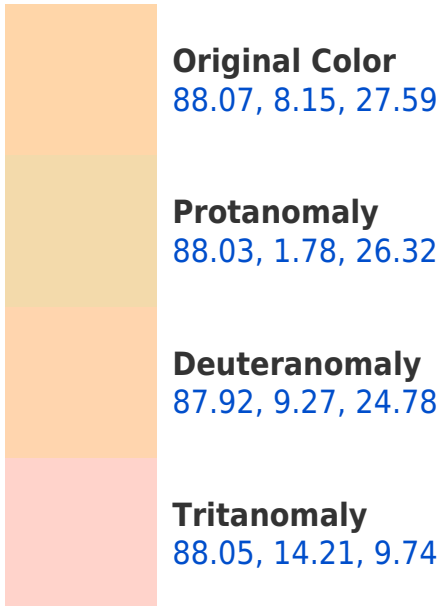 Original Color
88.07, 8.15, 27.59
Protanomaly
88.03, 1.78, 26.32
Deuteranomaly
87.92, 9.27, 24.78
Tritanomaly
88.05, 14.21, 9.74